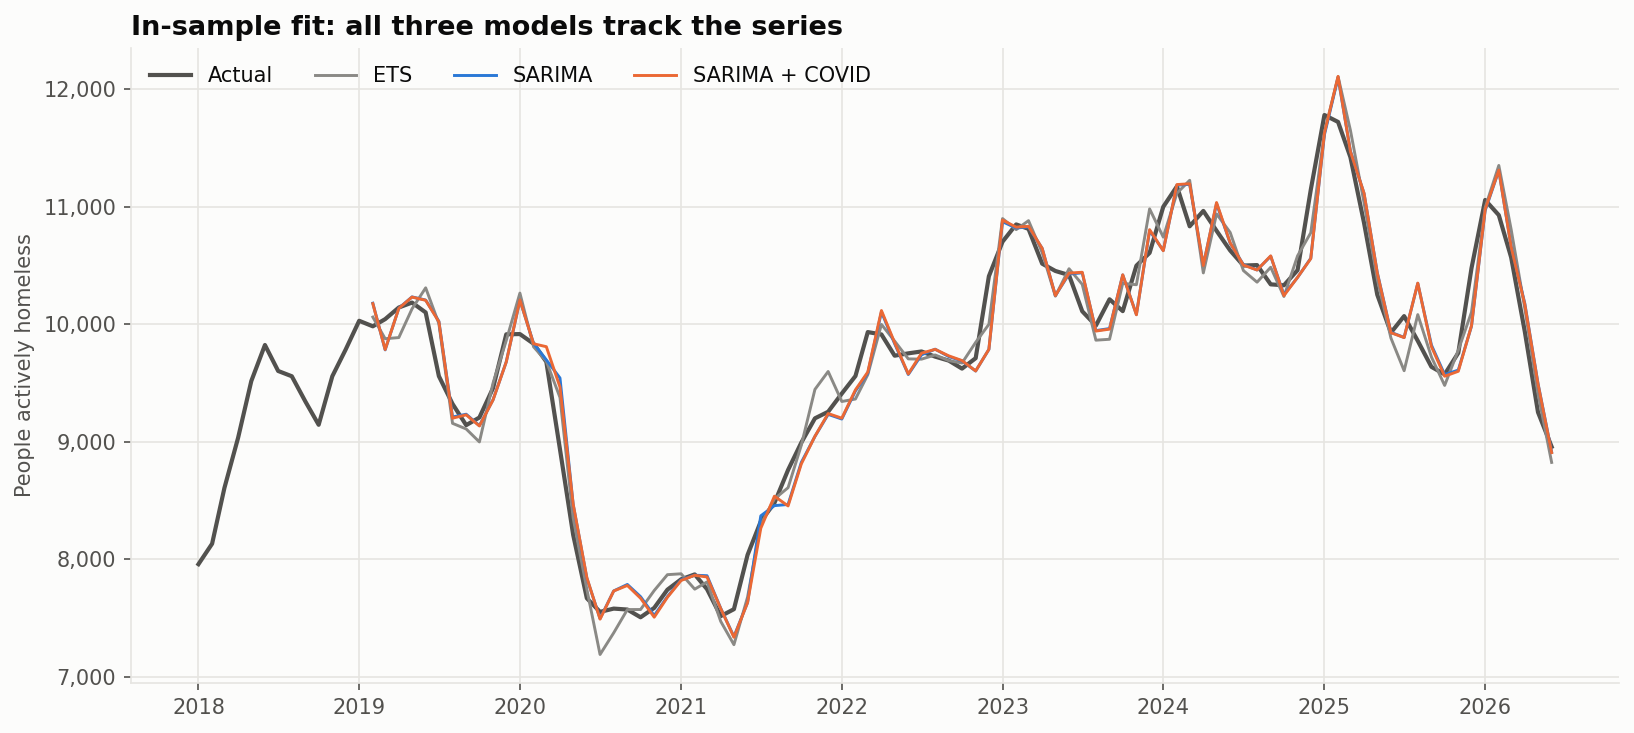 In-sample fit: all three models track the series
Actual
ETS
SARIMA
SARIMA + COVID
People actively homeless
12,000
11,000
10,000
9,000
8,000
7,000
2018
2019
2020
2021
2022
2023
2024
2025
2026